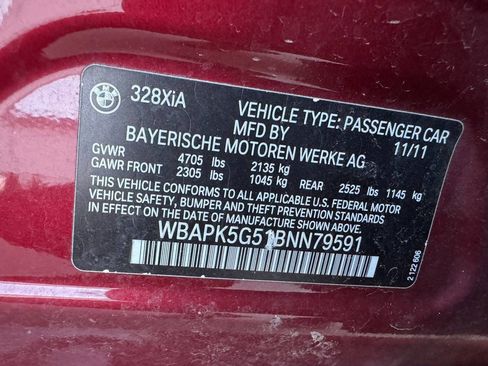 BMW
328XiA
VEHICLE TYPE: PASSENGER CAR
MFD BY
11/11
BAYERISCHE MOTOREN WERKE AG
GVWR 4705 lbs 2135 kg
GAWR FRONT 2305 lbs 1045 kg REAR 2525 lbs 1145 kg
THIS VEHICLE CONFORMS TO ALL APPLICABLE U.S. FEDERAL MOTOR
VEHICLE SAFETY, BUMPER, AND THEFT PREVENTION STANDARDS
IN EFFECT ON THE DATE OF MANUFACTURE SHOWN ABOVE.
WBAPK5G51BNN79591
2 122 606